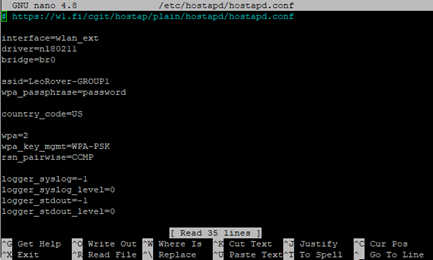 GNU nano 4.8 /etc/hostapd/hostapd.conf
# https://w1.fi/cgit/hostap/plain/hostapd/hostapd.conf
interface=wlan_ext
driver=nl80211
bridge=br0
ssid=LeoRover-GROUP1
wpa_passphrase=password
country_code=US
wpa=2
wpa_key_mgmt=WPA-PSK
rsn_pairwise=CCMP
logger_syslog=-1
logger_syslog_level=0
logger_stdout=-1
logger_stdout_level=0
[ Read 35 lines ]
^G Get Help ^O Write Out ^W Where Is ^K Cut Text ^J Justify ^C Cur Pos
^X Exit ^R Read File ^\ Replace ^U Paste Text ^T To Spell ^_ Go To Line